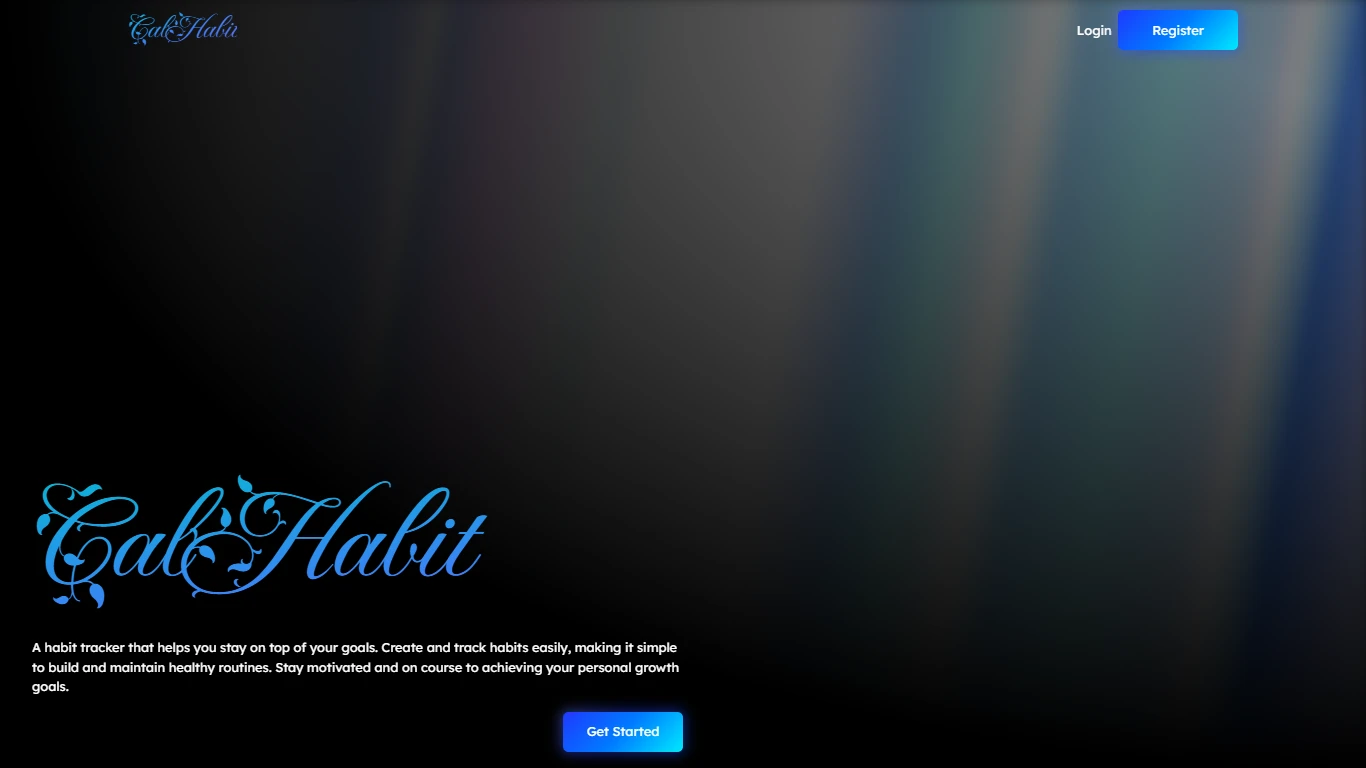 CalHabit
Login
Register
CalHabit
A habit tracker that helps you stay on top of your goals. Create and track habits easily, making it simple
to build and maintain healthy routines. Stay motivated and on course to achieving your personal growth
goals.
Get Started